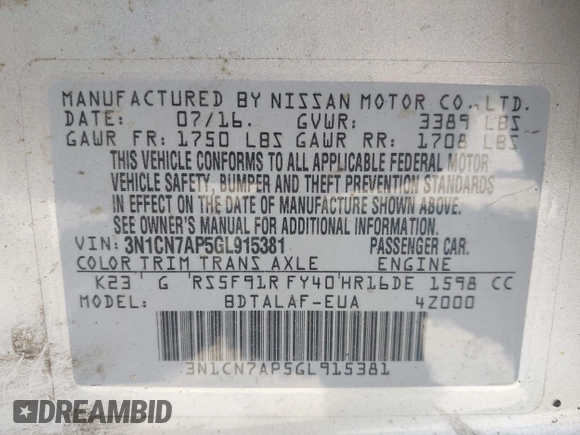 MANUFACTURED BY NISSAN MOTOR CO., LTD.
DATE: 07/16. GVWR: 3389 LBS
GAWR FR: 1750 LBS GAWR RR: 1708 LBS
THIS VEHICLE CONFORMS TO ALL APPLICABLE FEDERAL MOTOR
VEHICLE SAFETY, BUMPER AND THEFT PREVENTION STANDARDS
IN EFFECT ON THE DATE OF MANUFACTURE SHOWN ABOVE.
SEE OWNER'S MANUAL FOR ADDITIONAL INFORMATION.
VIN: 3N1CN7AP5GL915381 PASSENGER CAR.
COLOR TRIM TRANS AXLE ENGINE
K23 G RS5F91R FY40 HR16DE 1598 CC
MODEL: BDTALAF-EUA 4Z000
3N1CN7AP5GL915381
AUTOHELPERBOT.COM